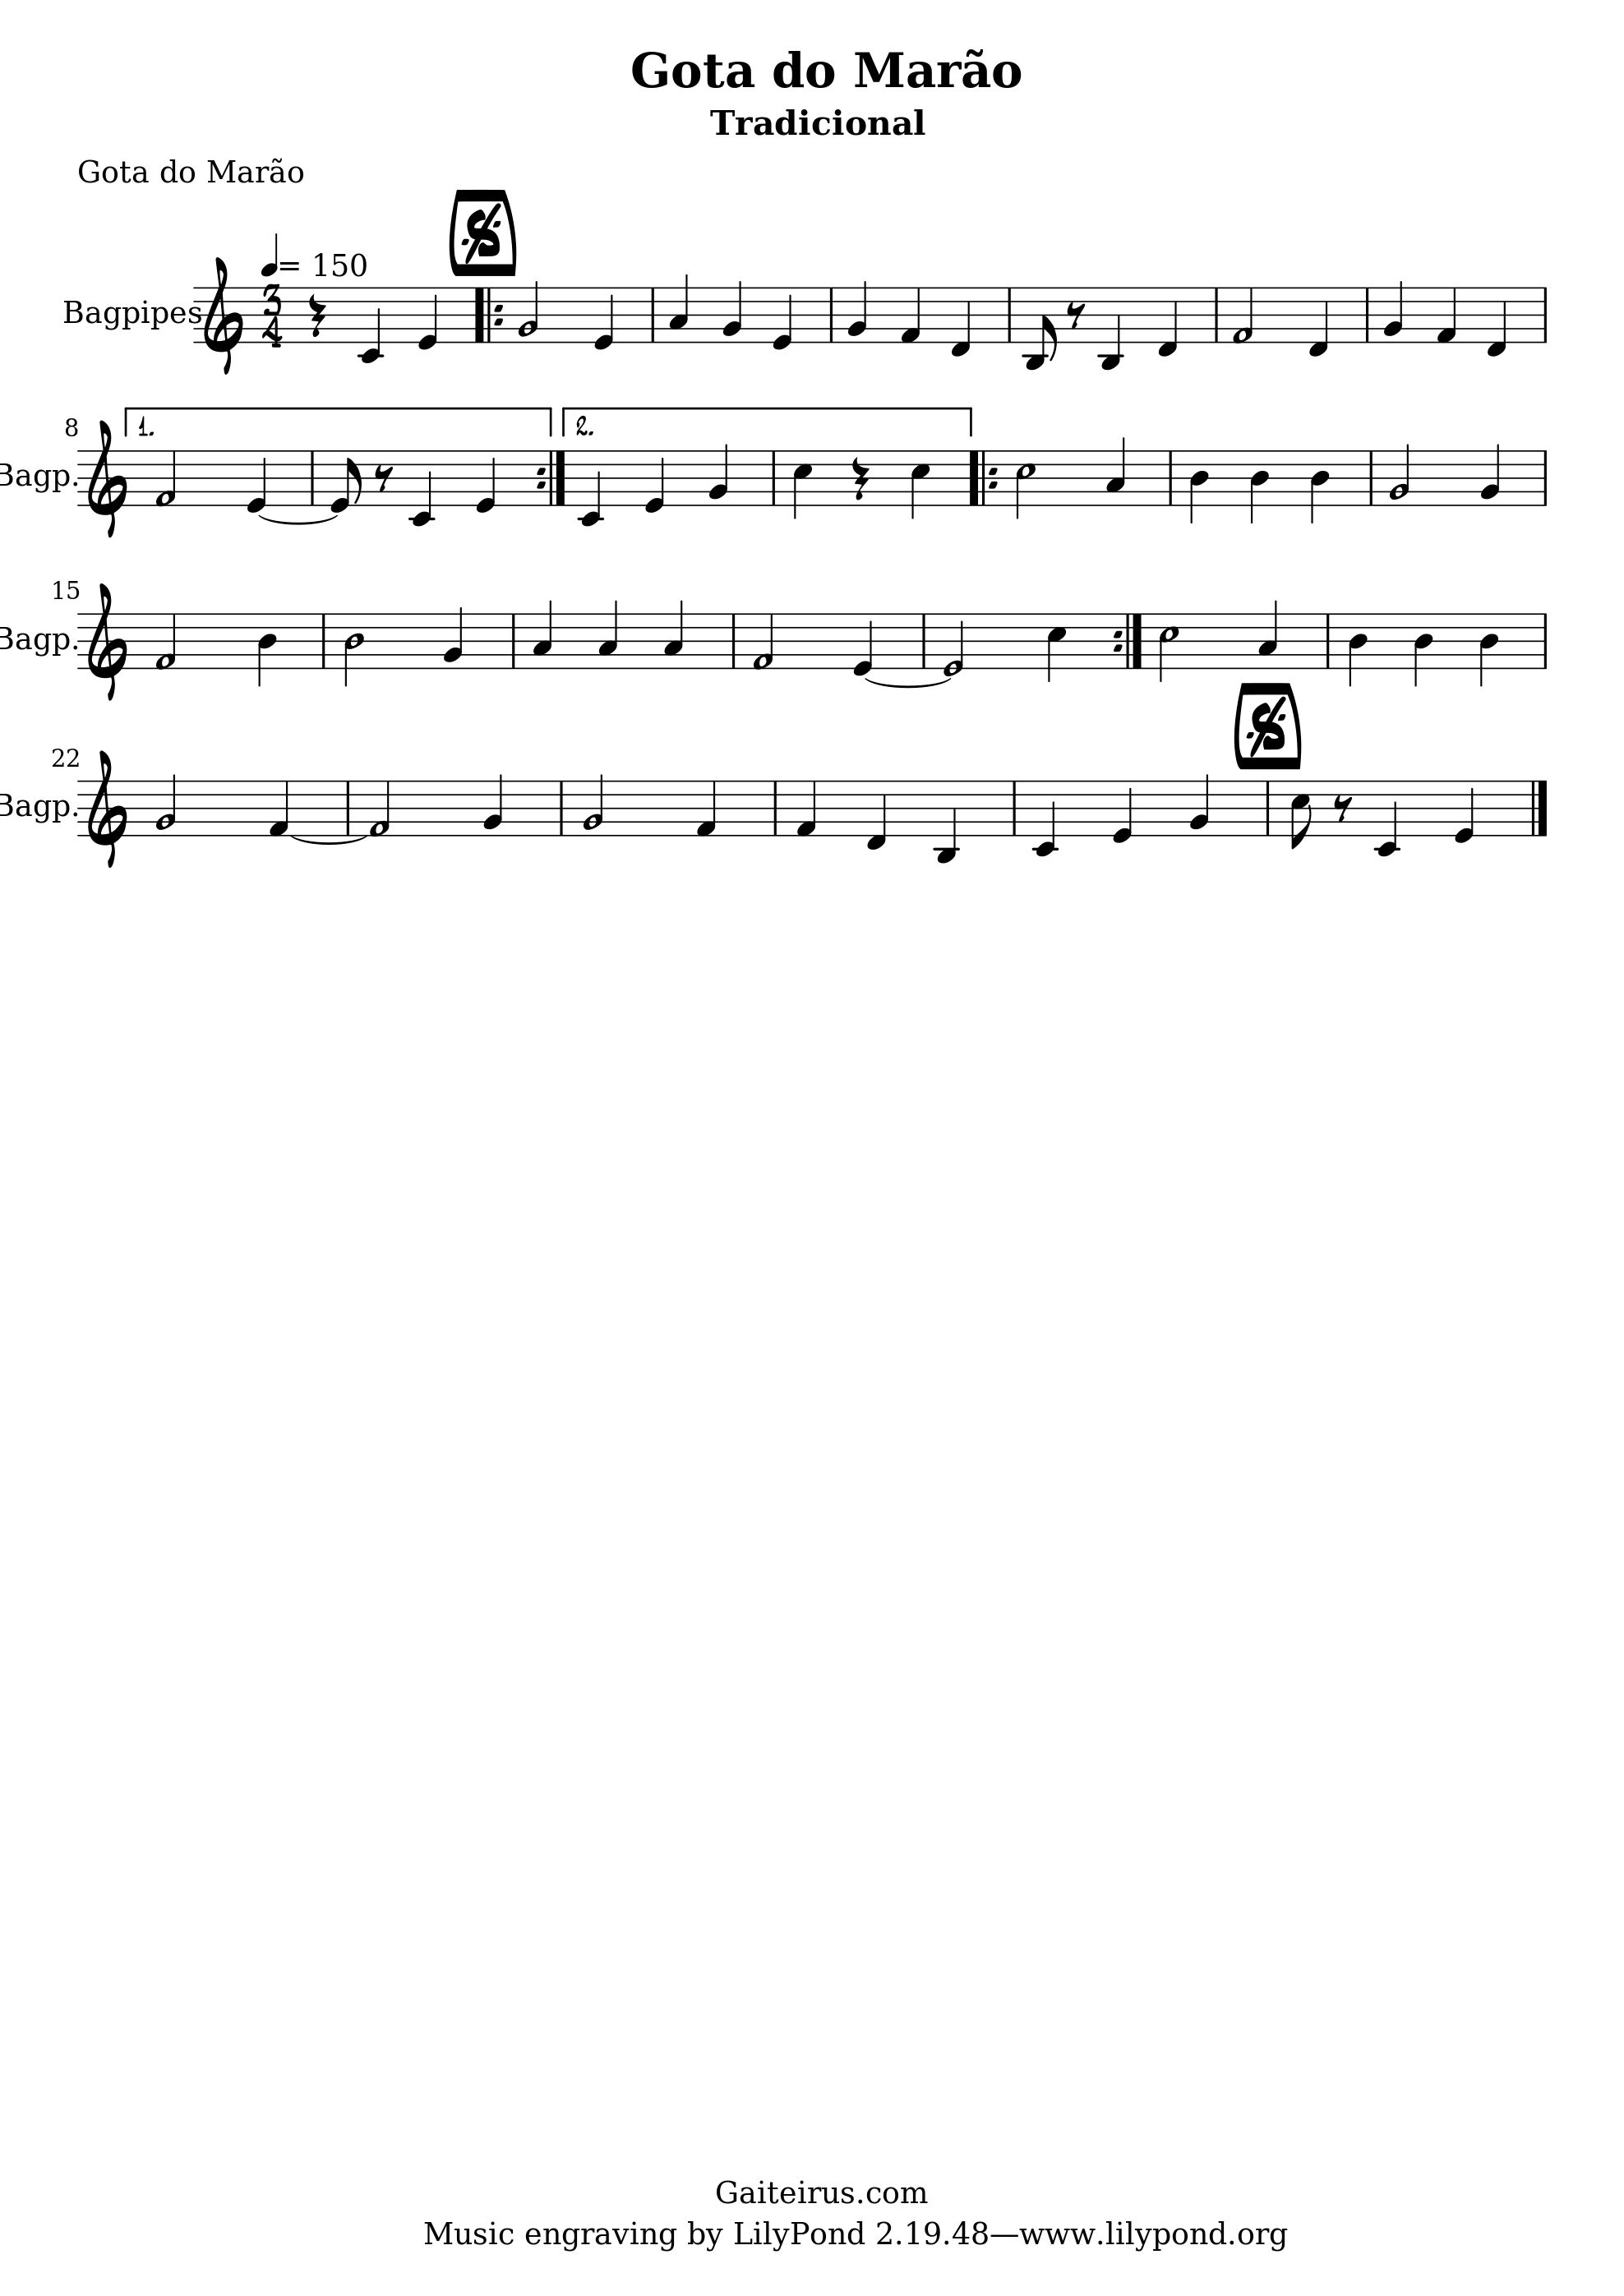 Gota do Marão
Tradicional
Gota do Marão
= 150
Bagpipes
3
4
8
1.
2.
Bagp.
15
Bagp.
22
Bagp.
Gaiteirus.com
Music engraving by LilyPond 2.19.48—www.lilypond.org